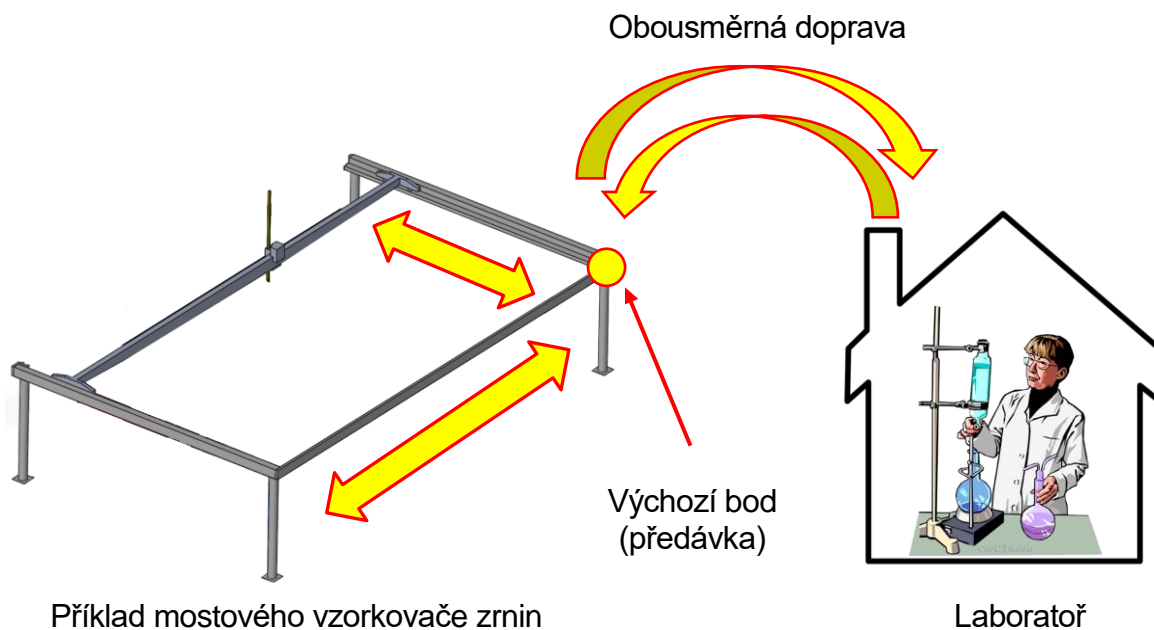 Obousměrná doprava
Výchozí bod
(předávka)
Příklad mostového vzorkovače zrnin
Laboratoř